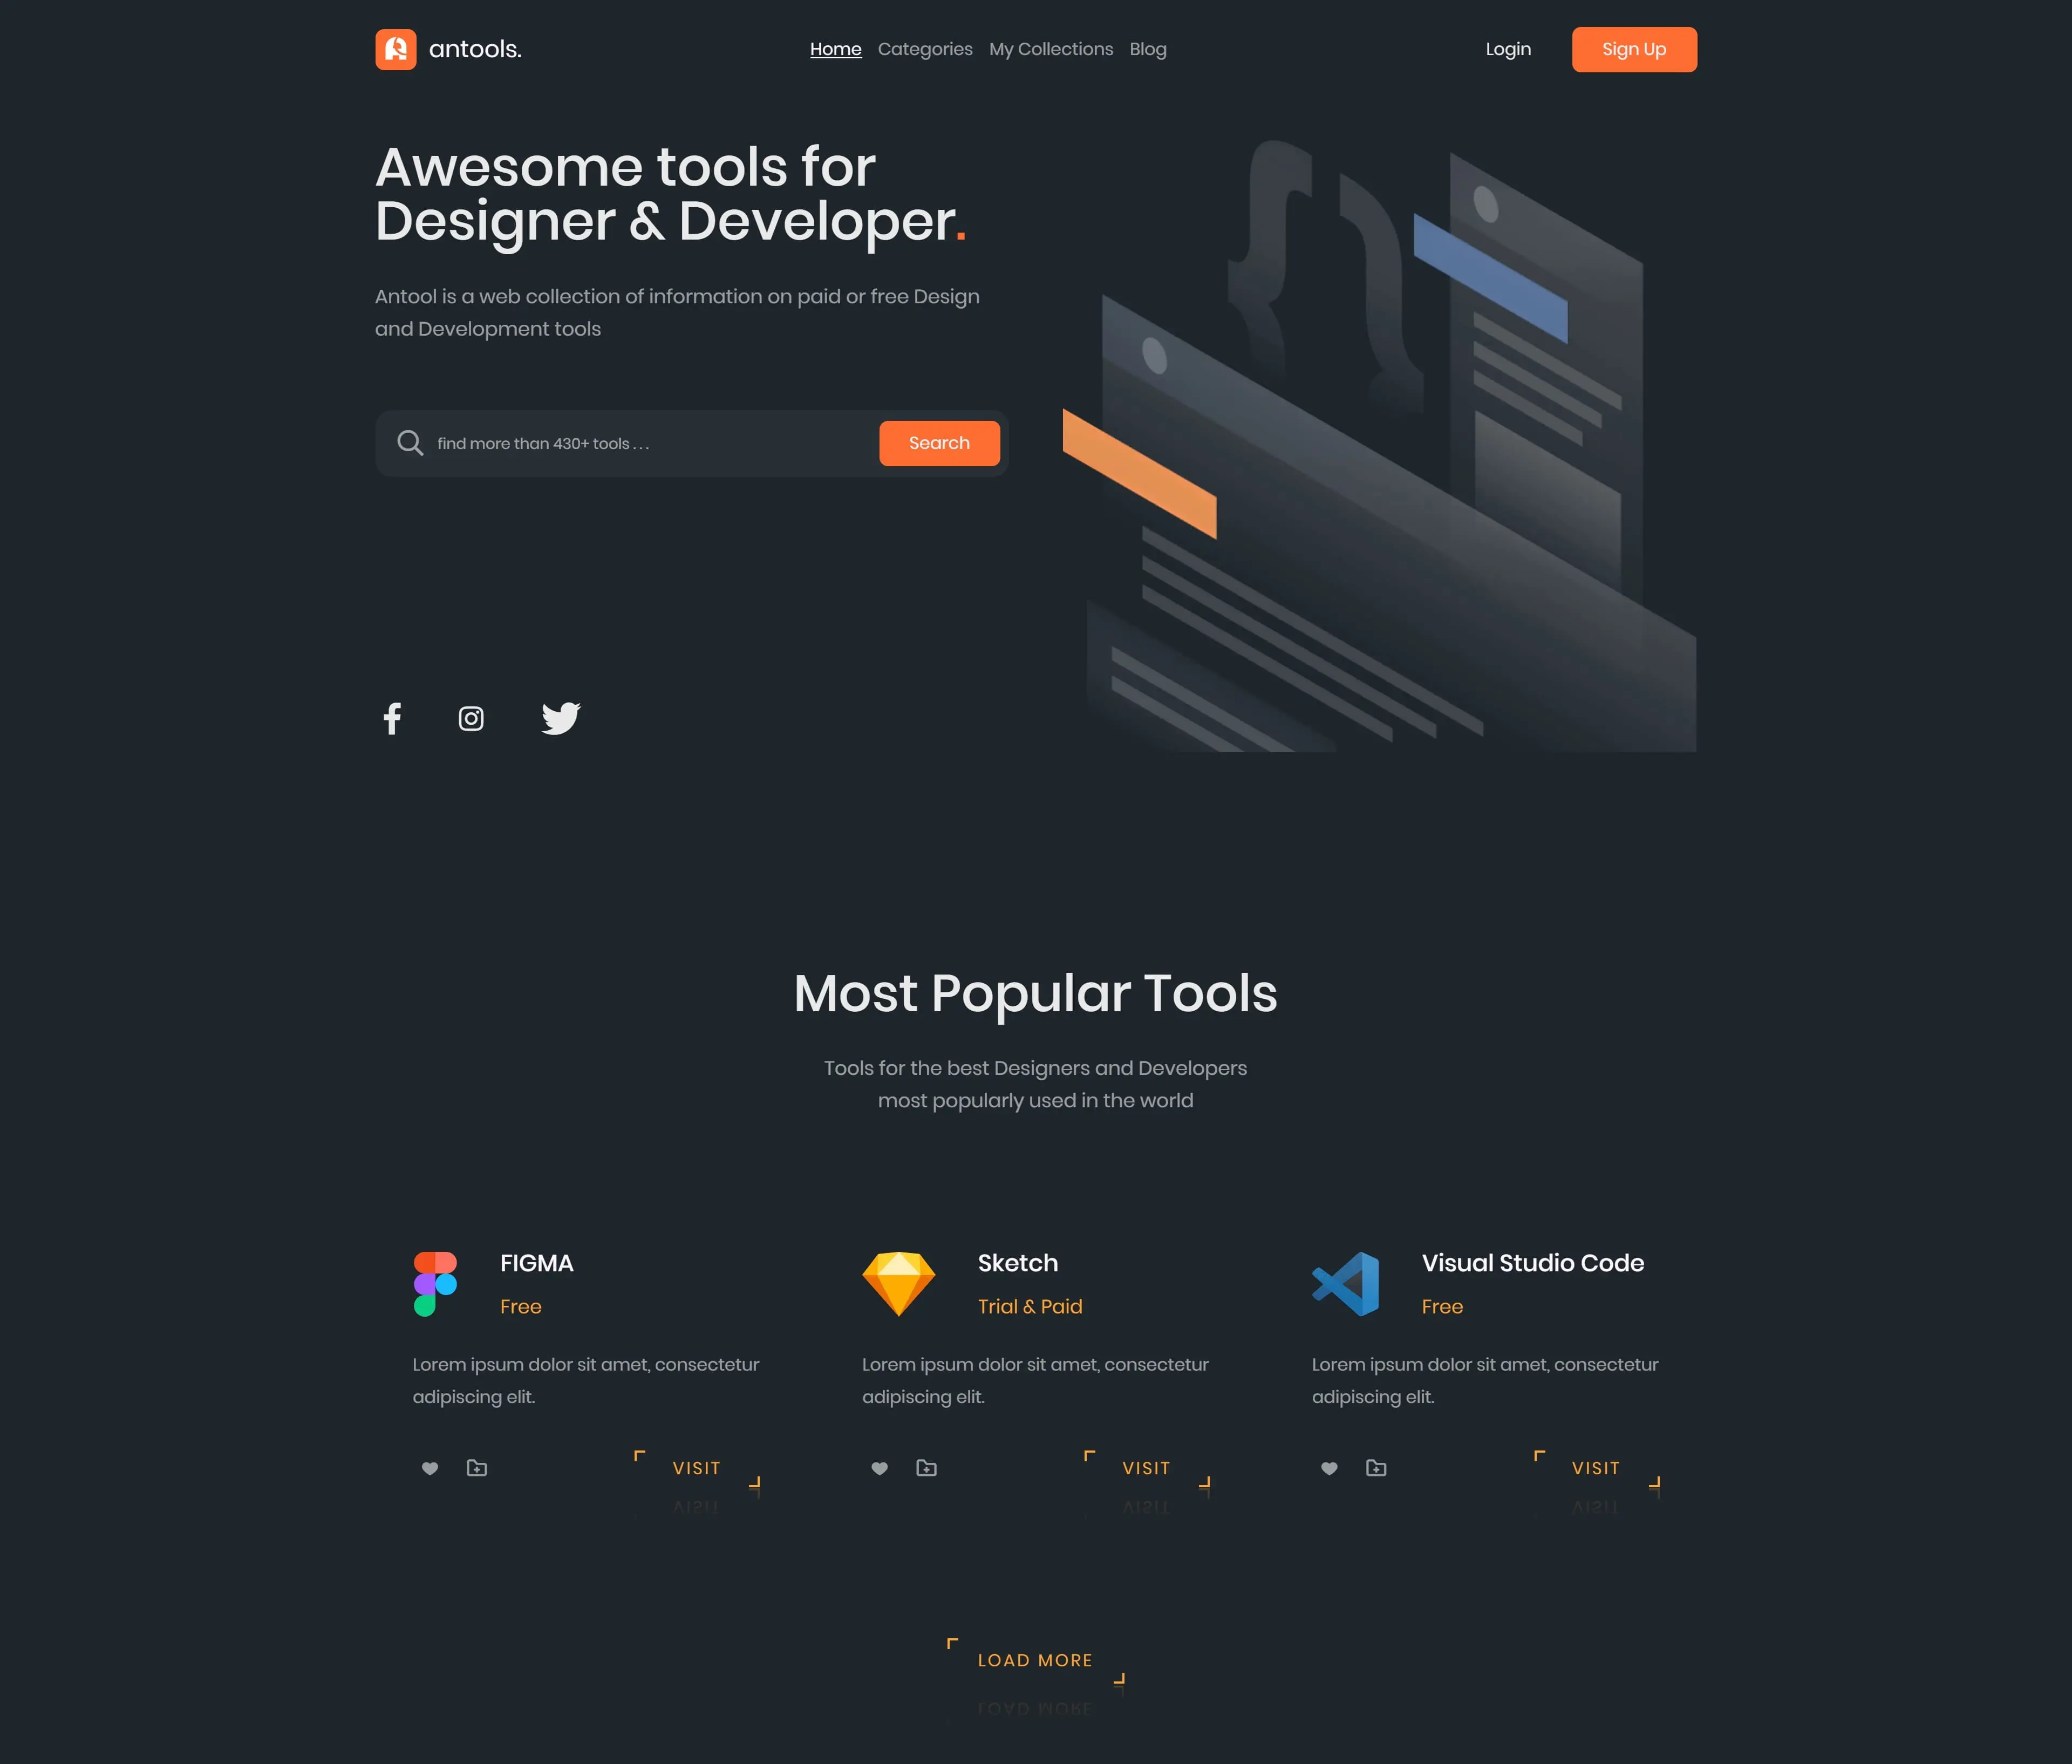 antools.
Home Categories My Collections Blog
Login
Sign Up
Awesome tools for
Designer & Developer.
Antool is a web collection of information on paid or free Design
and Development tools
find more than 430+ tools . . .
Search
Most Popular Tools
Tools for the best Designers and Developers
most popularly used in the world
FIGMA
Free
Lorem ipsum dolor sit amet, consectetur
adipiscing elit.
VISIT
Sketch
Trial & Paid
Lorem ipsum dolor sit amet, consectetur
adipiscing elit.
VISIT
Visual Studio Code
Free
Lorem ipsum dolor sit amet, consectetur
adipiscing elit.
VISIT
LOAD MORE